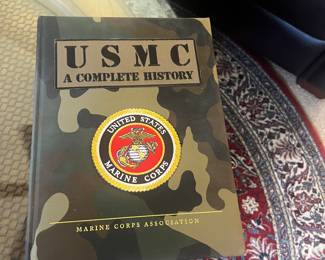 USMC
A COMPLETE HISTORY
UNITED STATES
MARINE CORPS
MARINE CORPS ASSOCIATION